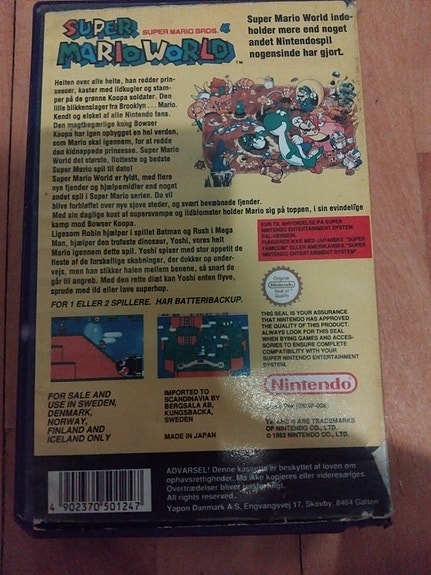 SUPER MARIO BROS. 4
SUPER
MARIO WORLD
TM
Super Mario World inde-
holder mere end noget
andet Nintendospil
nogensinde har gjort.
Helten over alle helte, han redder prin-
sesser, kaster med ildkugler og stam-
per på de grønne Koopa soldater. Den
lille blikkenslager fra Brooklyn . . . Mario.
Kendt og elsket af alle Nintendo fans.
Den magtbegærlige kong Bowser
Koopa har igen opbygget en hel verden,
som Mario skal igennem, for at redde
den kidnappede prinsesse. Super Mario
World det største, flotteste og bedste
Super Mario spil til dato!
Super Mario World er fyldt, med flere
nye fjender og hjælpemidler end noget
andet spil i Super Mario serien. Du vil
blive forbløffet over nye sjove steder, og svært bevæbnede fjender.
Med sin daglige kost af supersvampe og ildblomster holder Mario sig på toppen, i sin evindelige
kamp mod Bowser Koopa.
Ligesom Robin hjælper i spillet Batman og Rush i Mega
Man, hjælper den trofaste dinosaur, Yoshi, vores helt
Mario igennem dette spil. Yoshi spiser med stor appetit de
fleste af de forskellige skabninger, der dukker op under-
vejs, men han stikker halen mellem benene, så snart de
går til angreb. Med den rette diæt kan Yoshi enten flyve,
sprude med ild eller lave superhop.
FOR 1 ELLER 2 SPILLERE. HAR BATTERIBACKUP.
KUN TIL ANVENDELSE PÅ SUPER
NINTENDO ENTERTAINMENT SYSTEM
PAL-VERSION.
FUNGERER IKKE MED JAPANSKE "SUPER
FAMICOM" ELLER AMERIKANSKE "SUPER
NINTENDO ENTERTAINMENT SYSTEM"
Original
Nintendo
Seal of
Quality
THIS SEAL IS YOUR ASSURANCE
THAT NINTENDO HAS APPROVED
THE QUALITY OF THIS PRODUCT.
ALWAYS LOOK FOR THIS SEAL
WHEN BYING GAMES AND ACCES-
SORIES TO ENSURE COMPLETE
COMPATIBILITY WITH YOUR
SUPER NINTENDO ENTERTAINMENT
SYSTEM.
Nintendo
FOR SALE AND
USE IN SWEDEN,
DENMARK,
NORWAY,
FINLAND AND
ICELAND ONLY
IMPORTED TO
SCANDINAVIA BY
BERGSALA AB,
KUNGSBACKA,
SWEDEN
MADE IN JAPAN
ARE TRADEMARKS
OF NINTENDO CO., LTD.
© 1992 NINTENDO CO., LTD.
4 902370 501247
ADVARSEL! Denne kassette er beskyttet af loven om
ophavsrettigheder. Må ikke kopieres eller videresælges.
Overtrædelser bliver retsforfulgt.
All rights reserved.
Yapon Danmark A/S, Engvangsvej 17, Skovby, 8464 Galten